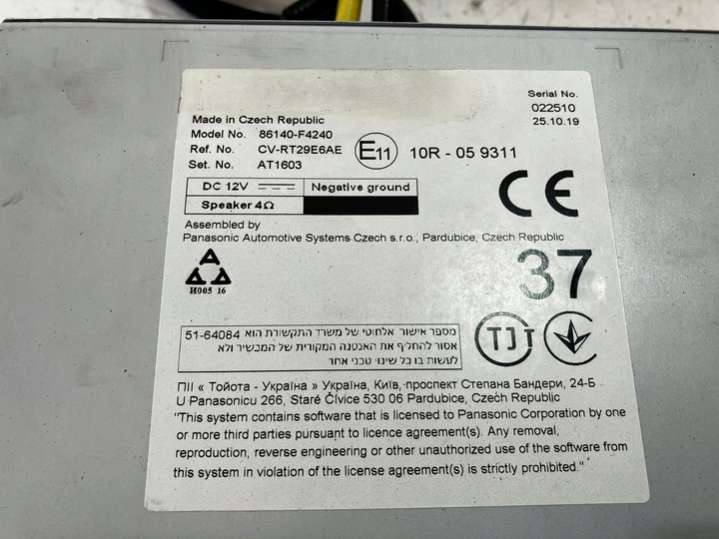 Serial No.
022510
25.10.19
Made in Czech Republic
Model No. 86140-F4240
Ref. No. CV-RT29E6AE
Set. No. AT1603
E11 10R - 05 9311
DC 12V Negative ground
Speaker 4Ω
CE
Assembled by
Panasonic Automotive Systems Czech s.r.o., Pardubice, Czech Republic
37
H005 16
מספר אישור אלחוטי של משרד התקשורת הוא 51-64084
אסור להחליף את האנטנה המקורית של המכשיר ולא
לעשות בו כל שינוי טכני אחר
ПІІ « Тойота - Україна » Україна, Київ, проспект Степана Бандери, 24-Б
U Panasonicu 266, Staré Čívice 530 06 Pardubice, Czech Republic
"This system contains software that is licensed to Panasonic Corporation by one
or more third parties pursuant to licence agreement(s). Any removal,
reproduction, reverse engineering or other unauthorized use of the software from
this system in violation of the license agreement(s) is strictly prohibited."